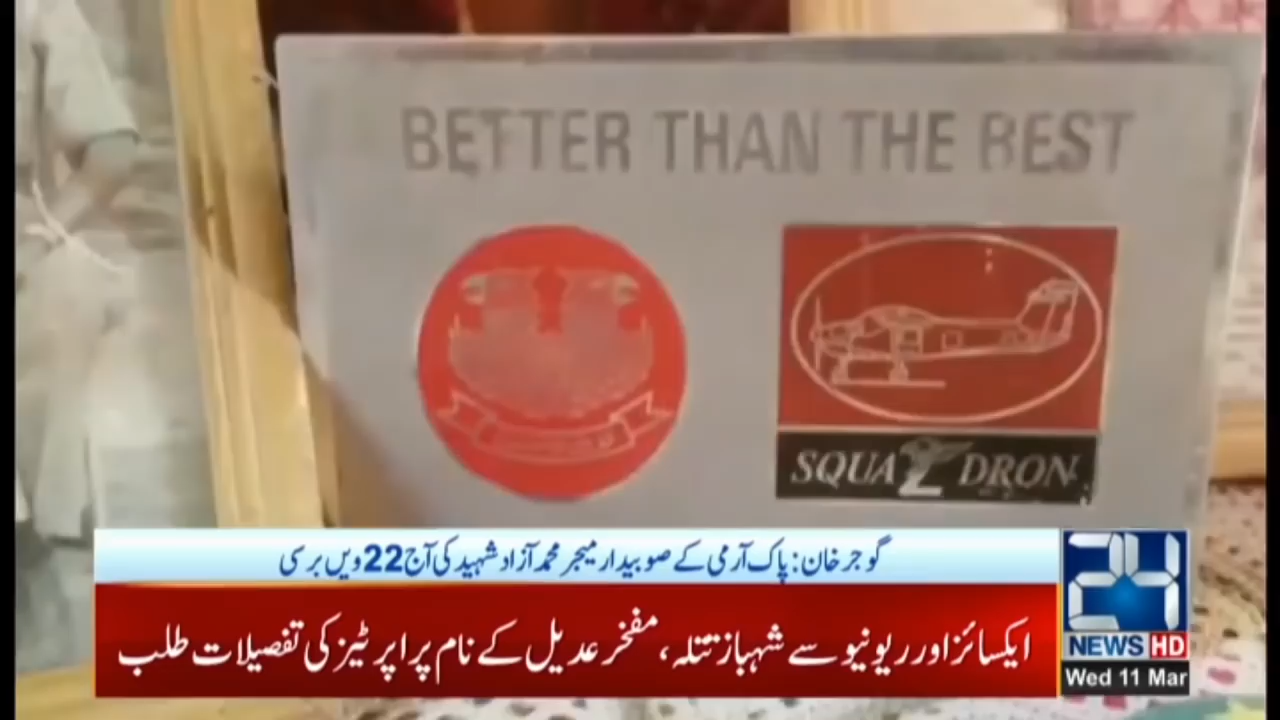 BETTER THAN THE BEST
SQUA DRON
گوجر خان: پاک آرمی کے صوبیدار میجر محمد آزاد شہید کی آج 22 ویں برسی
ایکسائز اور ریونیو سے شہباز تتلہ، مفخر عدیل کے نام پر اپرٹیز کی تفصیلات طلب
24
NEWS HD
Wed 11 Mar